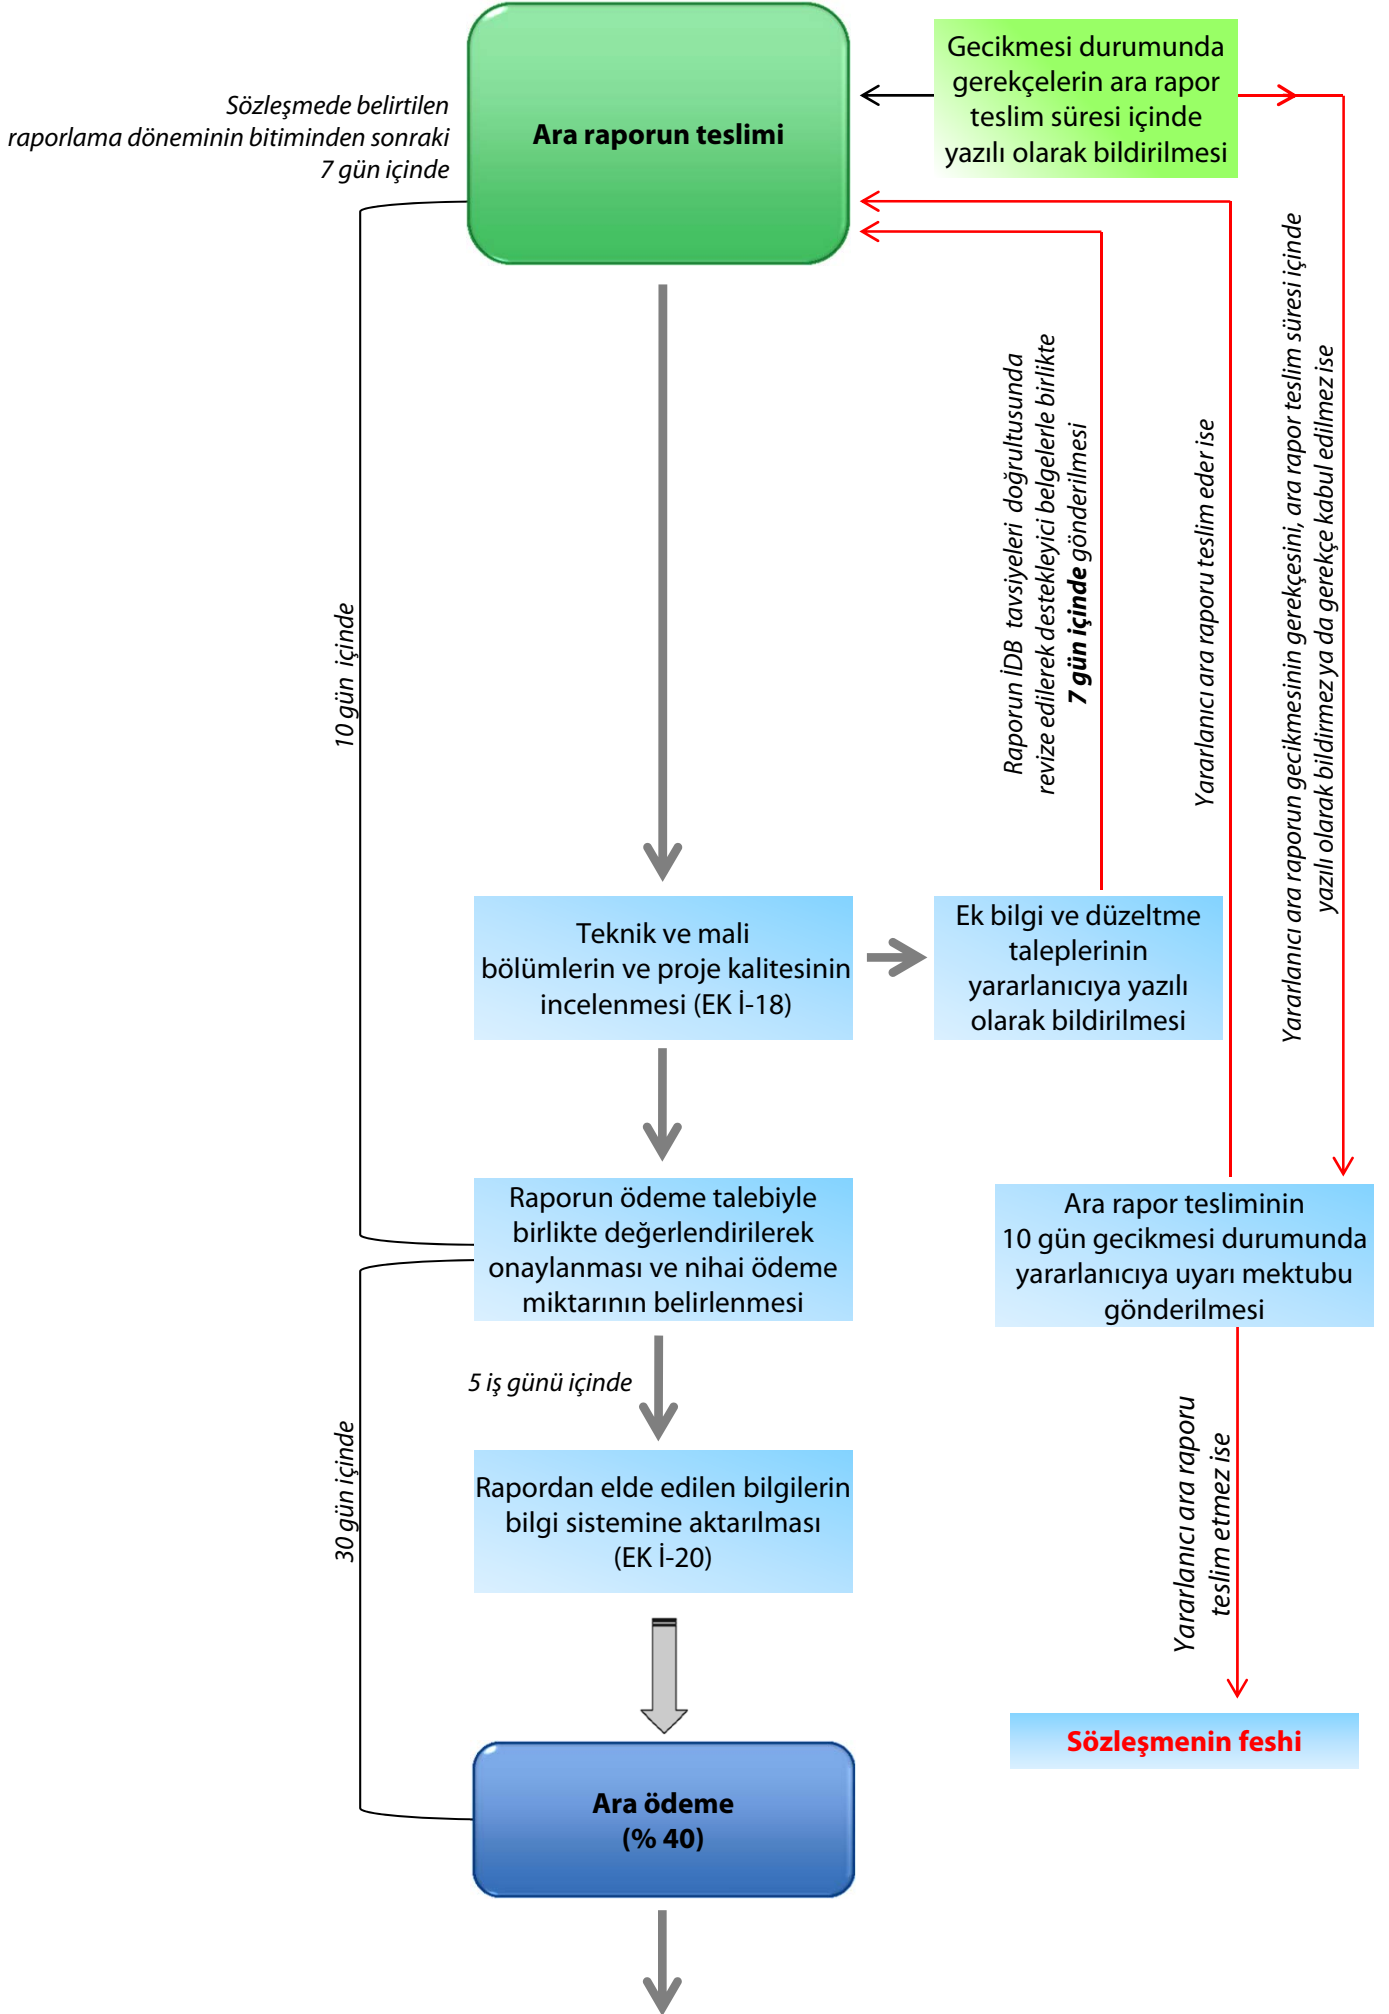 Gecikmesi durumunda
gerekçelerin ara rapor
teslim süresi içinde
yazılı olarak bildirilmesi
Sözleşmede belirtilen
raporlama döneminin bitiminden sonraki
7 gün içinde
Ara raporun teslimi
10 gün içinde
Raporun İDB tavsiyeleri doğrultusunda
revize edilerek destekleyici belgelerle birlikte
7 gün içinde gönderilmesi
Yararlanıcı ara raporu teslim eder ise
Yararlanıcı ara raporun gecikmesinin gerekçesini, ara rapor teslim süresi içinde
yazılı olarak bildirmez ya da gerekçe kabul edilmez ise
Teknik ve mali
bölümlerin ve proje kalitesinin
incelenmesi (EK İ-18)
Ek bilgi ve düzeltme
taleplerinin
yararlanıcıya yazılı
olarak bildirilmesi
Raporun ödeme talebiyle
birlikte değerlendirilerek
onaylanması ve nihai ödeme
miktarının belirlenmesi
Ara rapor tesliminin
10 gün gecikmesi durumunda
yararlanıcıya uyarı mektubu
gönderilmesi
5 iş günü içinde
30 gün içinde
Rapordan elde edilen bilgilerin
bilgi sistemine aktarılması
(EK İ-20)
Yararlanıcı ara raporu
teslim etmez ise
Sözleşmenin feshi
Ara ödeme
(% 40)